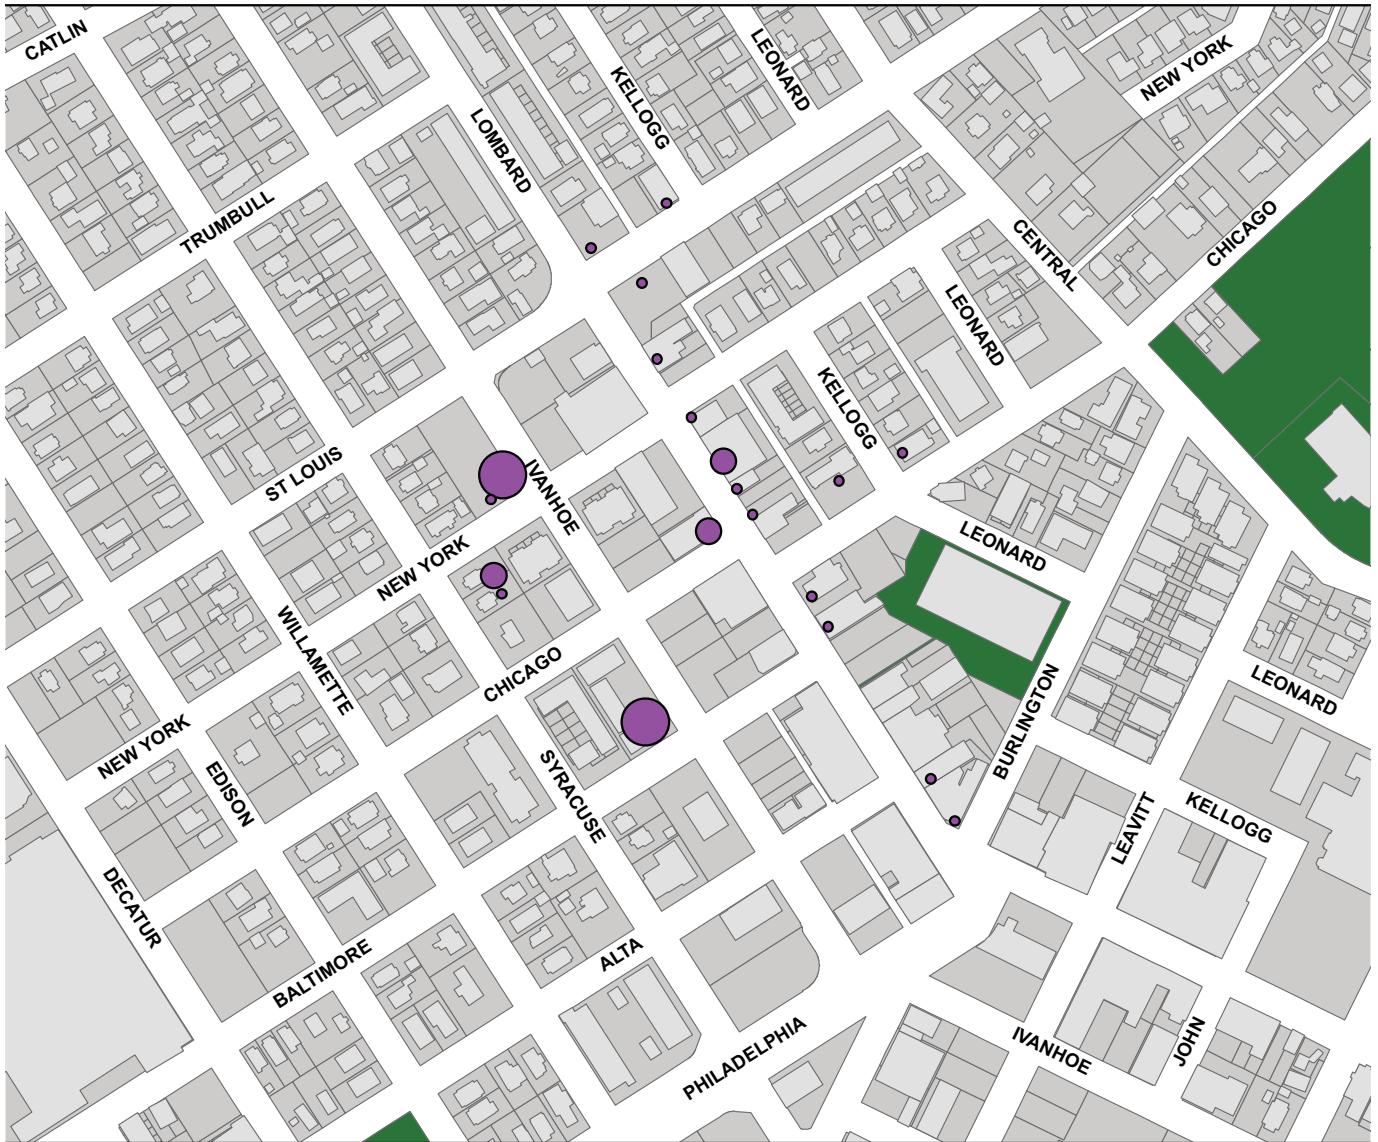 CATLIN
KELLOGG
LEONARD
NEW YORK
LOMBARD
TRUMBULL
CHICAGO
CENTRAL
LEONARD
KELLOGG
ST LOUIS
IVANHOE
NEW YORK
LEONARD
WILLAMETTE
CHICAGO
LEONARD
BURLINGTON
NEW YORK
EDISON
SYRACUSE
LEAVITT
KELLOGG
DECATUR
BALTIMORE
ALTA
PHILADELPHIA
IVANHOE
JOHN